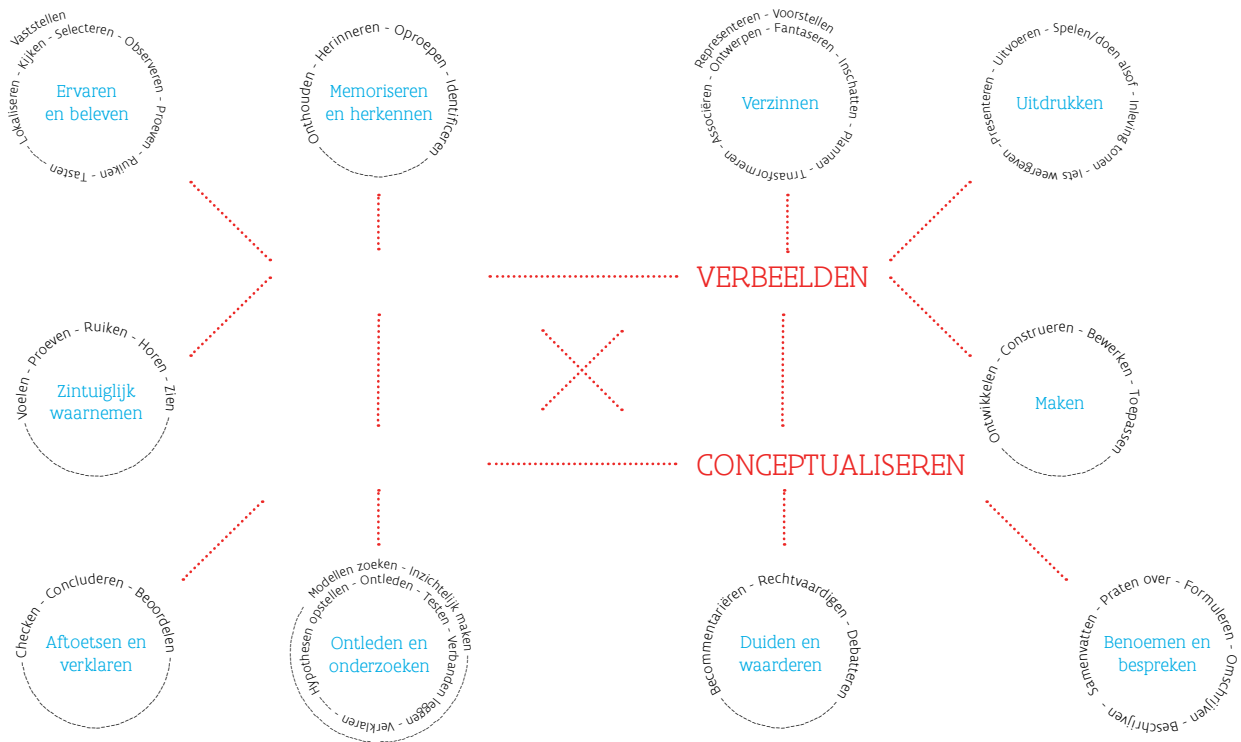 Vaststellen
Lokaliseren - Kijken - Selecteren - Observeren - Proeven - Ruiken - Tasten
Ervaren
en beleven
Onthouden - Herinneren - Oproepen - Identificeren
Memoriseren
en herkennen
Representeren - Voorstellen
Associëren - Ontwerpen - Fantaseren - Inschatten - Plannen - Trnasformeren
Verzinnen
Presenteren - Uitvoeren - Spelen/doen alsof - Inleving tonen - Iets weergeven -
Uitdrukken
VERBEELDEN
Voelen - Proeven - Ruiken - Horen - Zien
Zintuiglijk
waarnemen
Ontwikkelen - Construeren - Bewerken - Toepassen
Maken
CONCEPTUALISEREN
Checken - Concluderen - Beoordelen
Aftoetsen en
verklaren
Modellen zoeken - Inzichtelijk maken
Hypothesen opstellen - Ontleden - Testen - Verbanden leggen - Verklaren
Ontleden en
onderzoeken
Becommentariëren - Rechtvaardigen - Debatteren
Duiden en
waarderen
Samenvatten - Praten over - Formuleren - Omschrijven - Beschrijven -
Benoemen en
bespreken